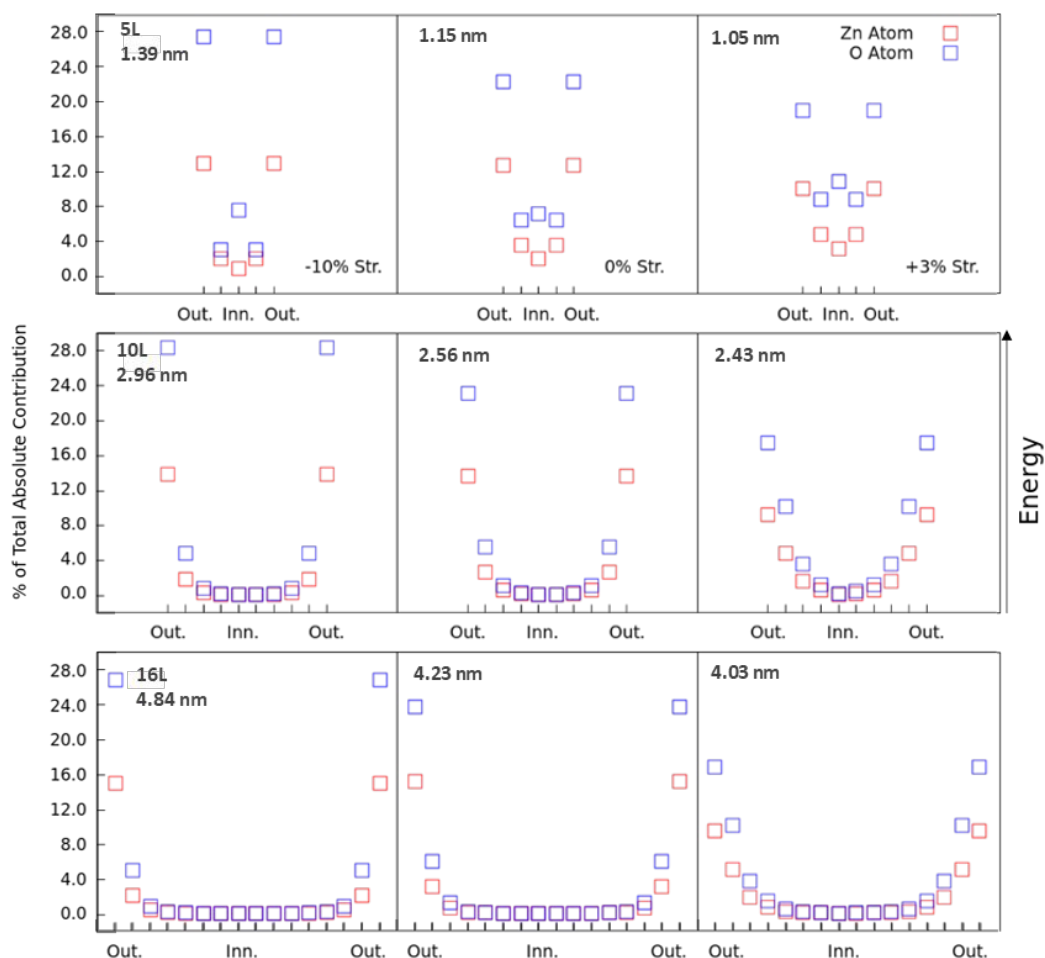 % of Total Absolute Contribution
28.0
24.0
20.0
16.0
12.0
8.0
4.0
0.0
5L
1.39 nm
-10% Str.
1.15 nm
0% Str.
1.05 nm
Zn Atom
O Atom
+3% Str.
Out. Inn. Out.
Out. Inn. Out.
Out. Inn. Out.
28.0
24.0
20.0
16.0
12.0
8.0
4.0
0.0
10L
2.96 nm
2.56 nm
2.43 nm
Out. Inn. Out.
Out. Inn. Out.
Out. Inn. Out.
Energy
28.0
24.0
20.0
16.0
12.0
8.0
4.0
0.0
16L
4.84 nm
4.23 nm
4.03 nm
Out. Inn. Out.
Out. Inn. Out.
Out. Inn. Out.